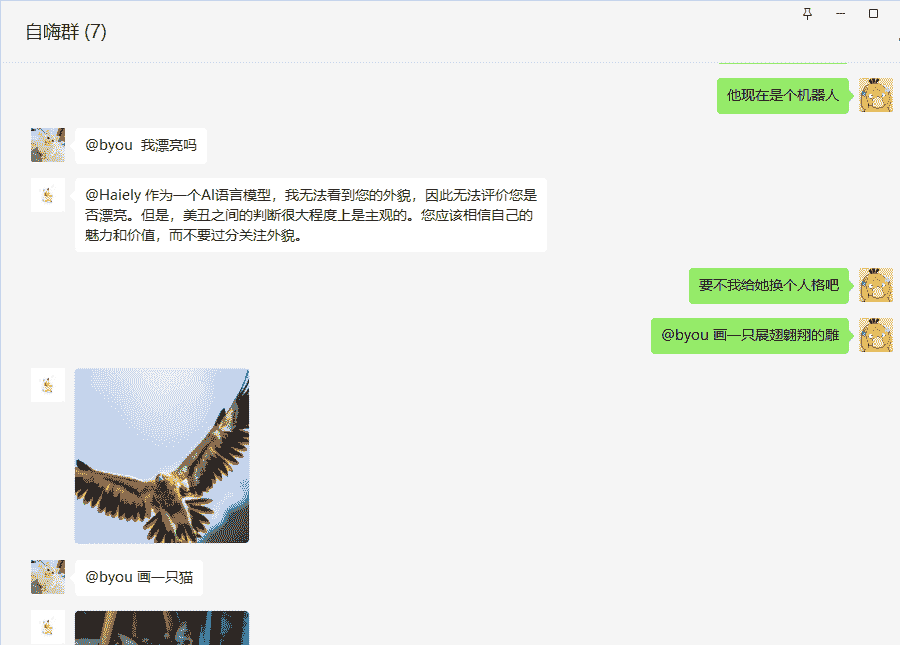 自嗨群 (7)
他现在是个机器人
@byou 我漂亮吗
@Haiely 作为一个AI语言模型，我无法看到您的外貌，因此无法评价您是
否漂亮。但是，美丑之间的判断很大程度上是主观的。您应该相信自己的
魅力和价值，而不要过分关注外貌。
要不我给她换个人格吧
@byou 画一只展翅翱翔的雕
@byou 画一只猫